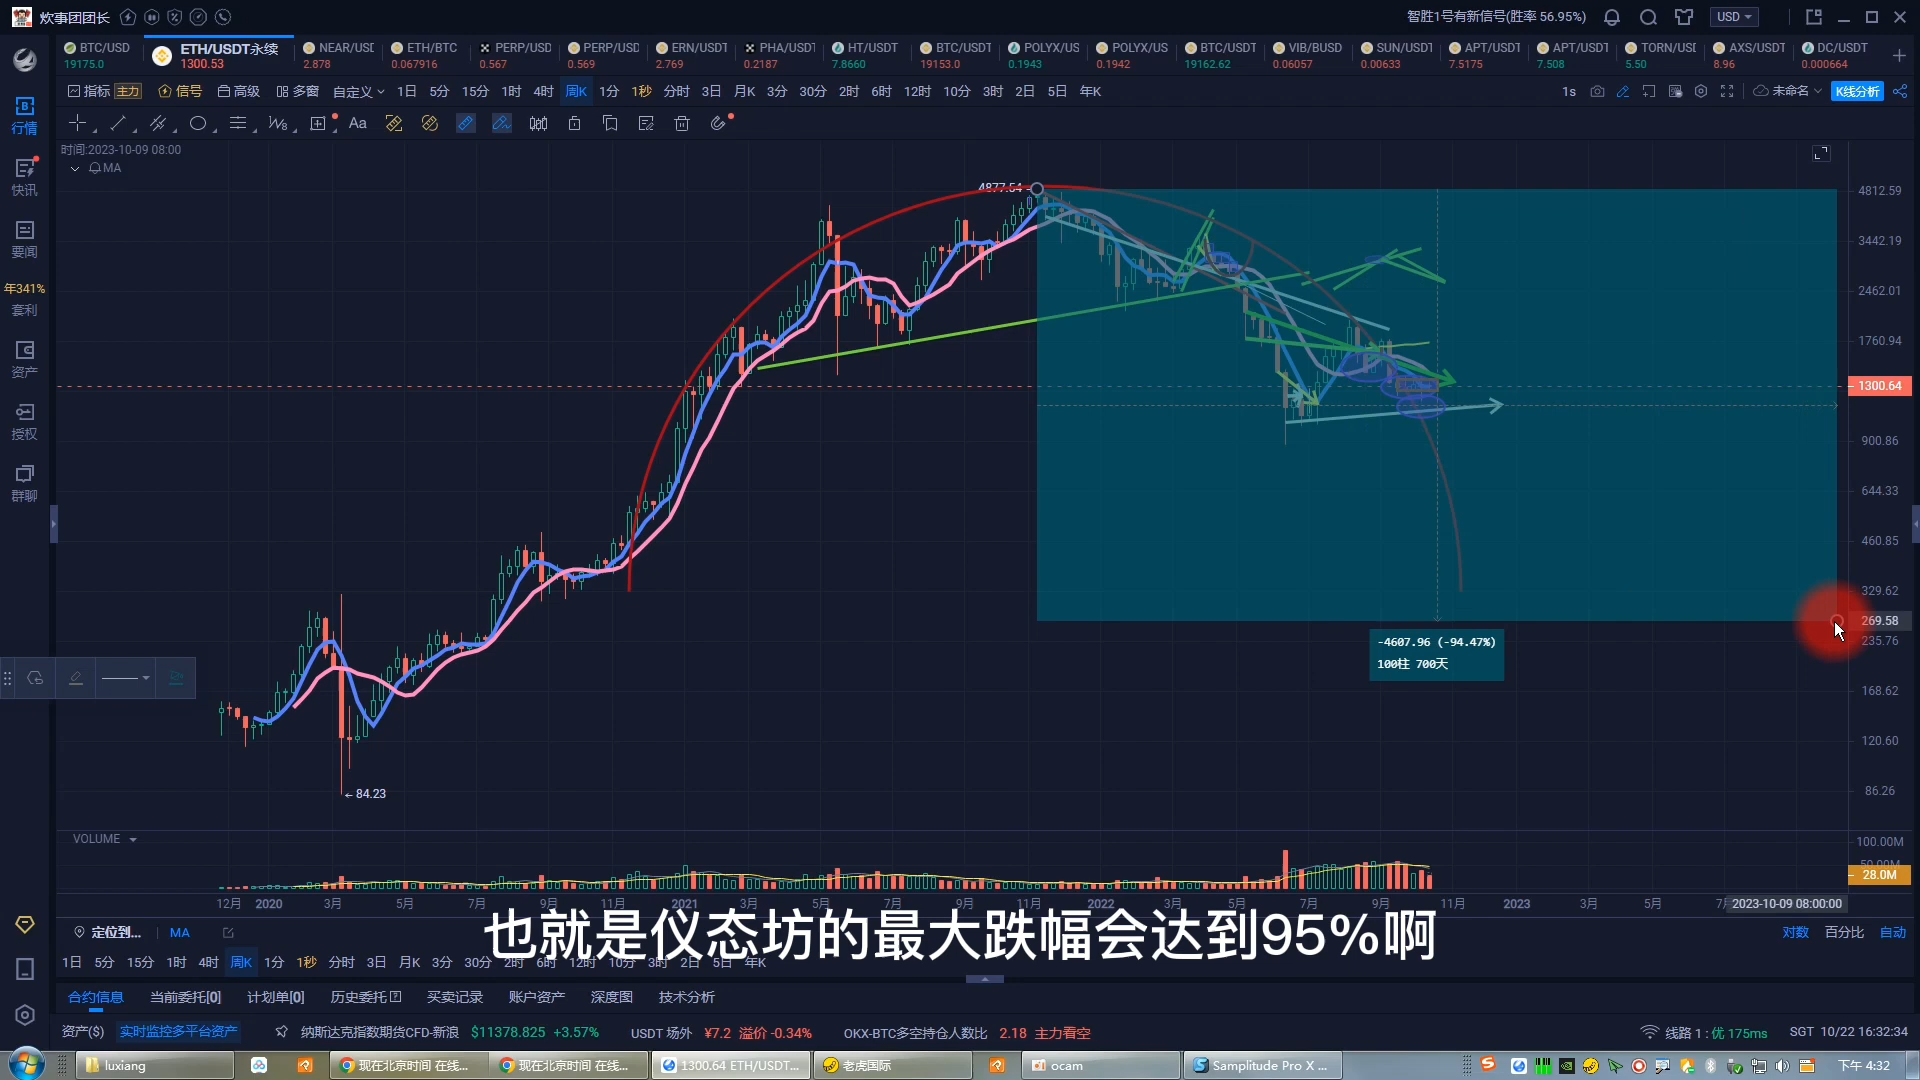 炊事团团长
智胜1号有新信号(胜率 56.95%)
USD
BTC/USD
19175.0
ETH/USDT永续
1300.53
NEAR/USD
2.878
ETH/BTC
0.067916
PERP/USD
0.567
PERP/USD
0.569
ERN/USDT
2.769
PHA/USDT
0.2187
HT/USDT
7.8660
BTC/USDT
19153.0
POLYX/US
0.1943
POLYX/US
0.1942
BTC/USDT
19162.62
VIB/BUSD
0.06057
SUN/USDT
0.00633
APT/USDT
7.5175
APT/USDT
7.508
TORN/USD
5.50
AXS/USDT
8.96
DC/USDT
0.000664
指标 主力 信号 高级 多窗 自定义 1日 5分 15分 1时 4时 周K 1分 1秒 分时 3日 月K 3分 30分 2时 6时 12时 10分 3时 2日 5日 年K
1s 未命名 K线分析
Aa
行情
快讯
要闻
年341%
套利
资产
授权
群聊
时间:2023-10-09 08:00
MA
4877.54
84.23
4812.59
3442.19
2462.01
1760.94
1300.64
900.86
644.33
460.85
329.62
269.58
235.76
168.62
120.60
86.26
-4607.96 (-94.47%)
100柱 700天
VOLUME
100.00M
50.00M
28.0M
12月 2020 3月 5月 7月 9月 11月 2021 3月 5月 7月 9月 11月 2022 3月 5月 7月 9月 11月 2023 3月 5月 7月 2023-10-09 08:00:00
也就是仪态坊的最大跌幅会达到95%啊
定位到... MA
对数 百分比 自动
1日 5分 15分 1时 4时 周K 1分 1秒 分时 3日 月K 3分 30分 2时 6时 12时 10分 3时 2日 5日 年K
合约信息 当前委托[0] 计划单[0] 历史委托 买卖记录 账户资产 深度图 技术分析
资产($) 实时监控多平台资产 纳斯达克指数期货CFD-新浪 $11378.825 +3.57% USDT 场外 ¥7.2 溢价 -0.34% OKX-BTC多空持仓人数比 2.18 主力看空
线路 1 : 优 175ms SGT 10/22 16:32:34
luxiang
现在北京时间 在线...
现在北京时间 在线...
1300.64 ETH/USDT...
老虎国际
ocam
Samplitude Pro X ...
下午 4:32